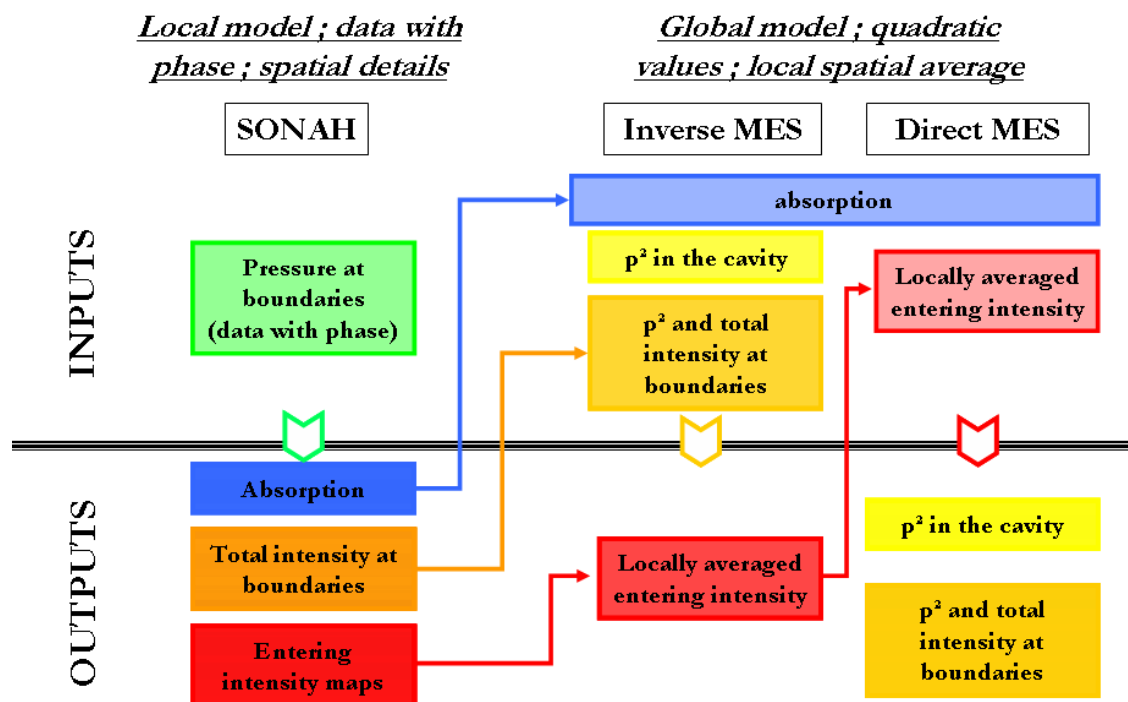 Local model ; data with
phase ; spatial details
Global model ; quadratic
values ; local spatial average
SONAH
Inverse MES
Direct MES
INPUTS
absorption
Pressure at
boundaries
(data with phase)
p² in the cavity
p² and total
intensity at
boundaries
Locally averaged
entering intensity
OUTPUTS
Absorption
Total intensity at
boundaries
Entering
intensity maps
Locally averaged
entering intensity
p² in the cavity
p² and total
intensity at
boundaries